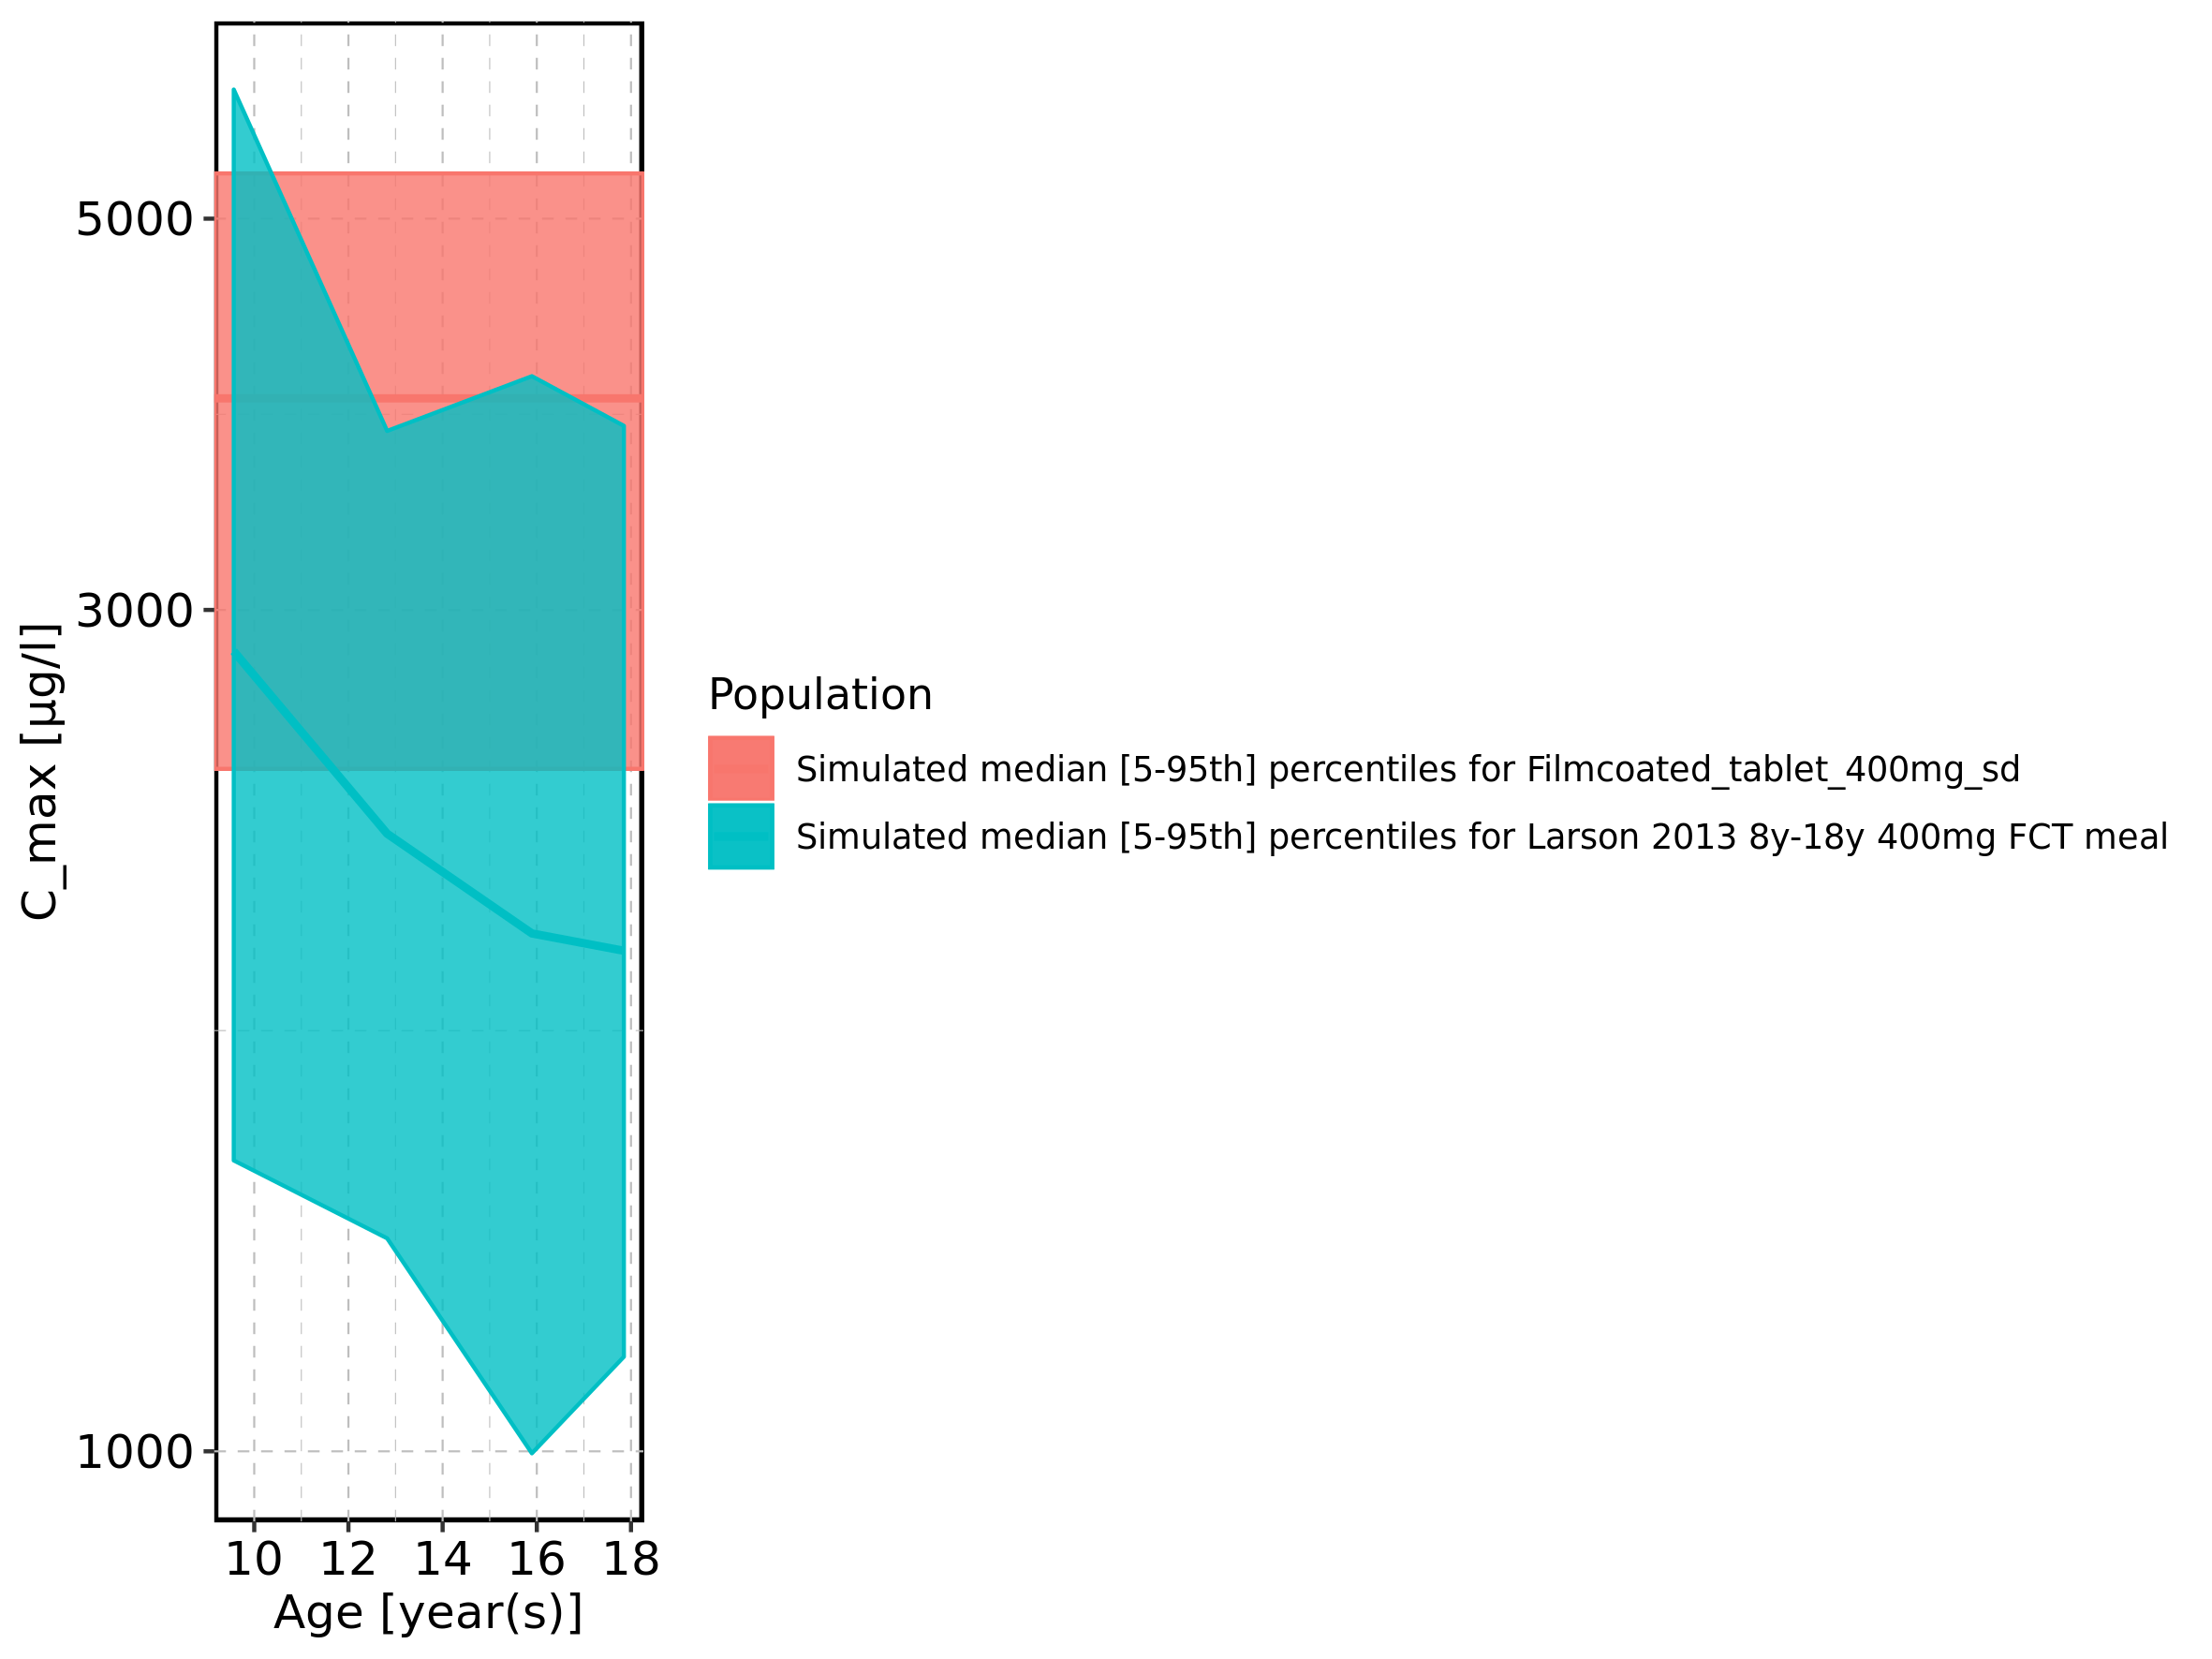 C_max [µg/l]
5000
3000
1000
10 12 14 16 18
Age [year(s)]
Population
Simulated median [5-95th] percentiles for Filmcoated_tablet_400mg_sd
Simulated median [5-95th] percentiles for Larson 2013 8y-18y 400mg FCT meal